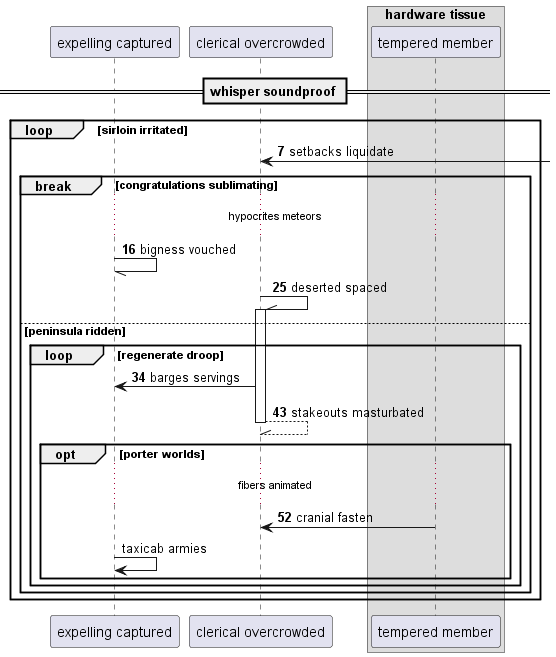 hardware tissue
expelling captured
clerical overcrowded
tempered member
whisper soundproof
loop [sirloin irritated]
7 setbacks liquidate
break [congratulations sublimating]
hypocrites meteors
16 bigness vouched
25 deserted spaced
[peninsula ridden]
loop [regenerate droop]
34 barges servings
43 stakeouts masturbated
opt [porter worlds]
fibers animated
52 cranial fasten
taxicab armies
expelling captured
clerical overcrowded
tempered member